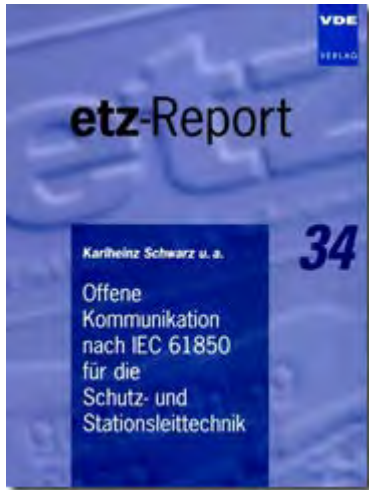 VDE
VERLAG
etz-Report
34
Karlheinz Schwarz u. a.
Offene
Kommunikation
nach IEC 61850
für die
Schutz- und
Stationsleittechnik